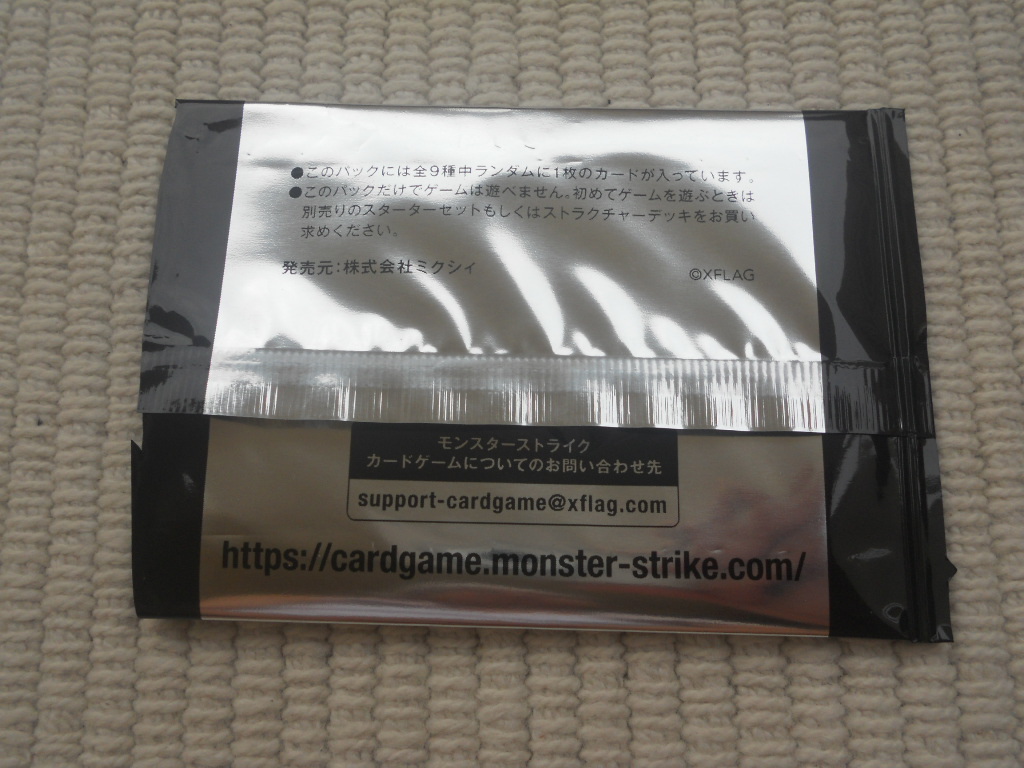 ●このパックには全9種中ランダムに1枚のカードが入っています。
●このパックだけでゲームは遊べません。初めてゲームを遊ぶときは
別売りのスターターセットもしくはストラクチャーデッキをお買い
求めください。
発売元:株式会社ミクシィ
©XFLAG
モンスターストライク
カードゲームについてのお問い合わせ先
support-cardgame@xflag.com
https://cardgame.monster-strike.com/